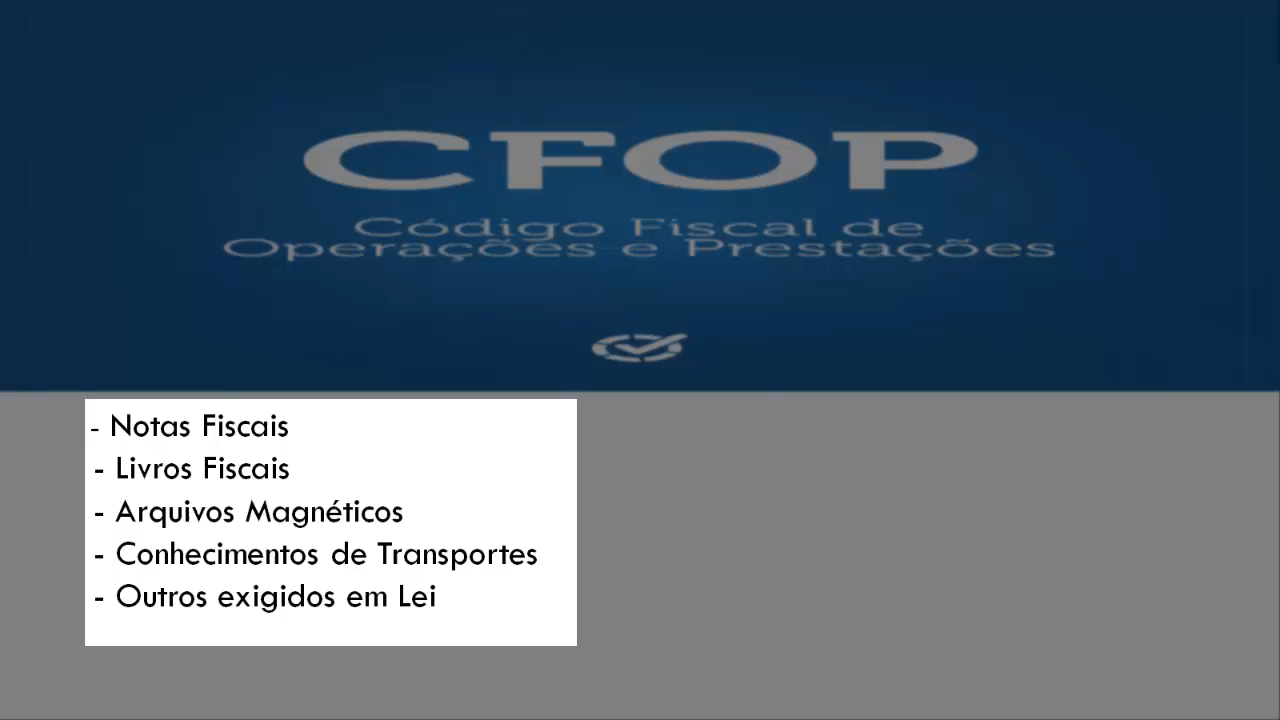 CFOP
Código Fiscal de
Operações e Prestações
- Notas Fiscais
- Livros Fiscais
- Arquivos Magnéticos
- Conhecimentos de Transportes
- Outros exigidos em Lei